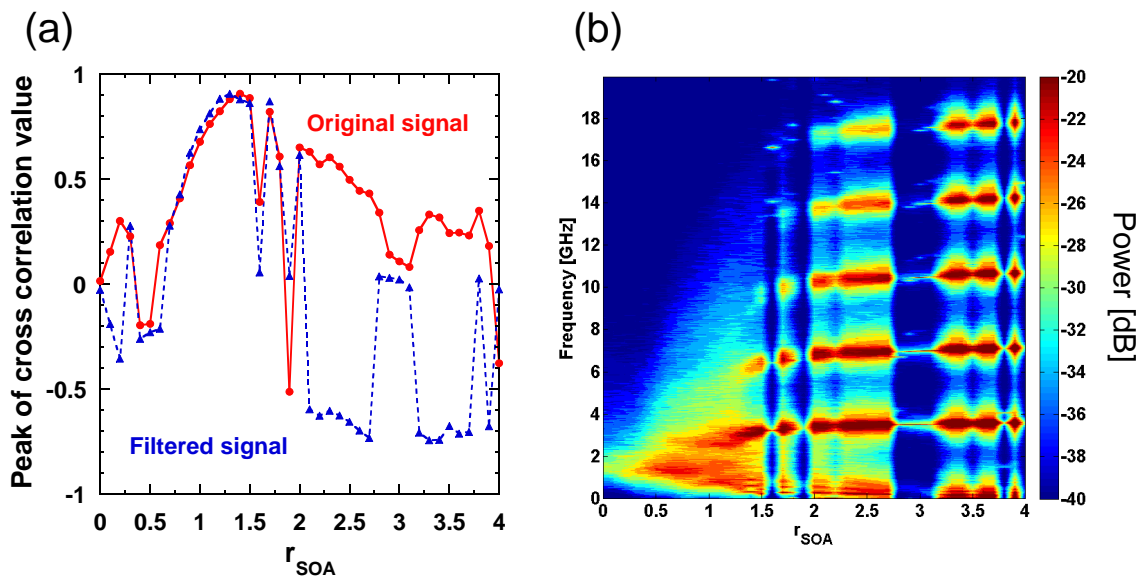 (a)
1
0.5
0
-0.5
-1
Peak of cross correlation value
Original signal
Filtered signal
0 0.5 1 1.5 2 2.5 3 3.5 4
r_SOA
(b)
18
16
14
12
10
8
6
4
2
0
Frequency [GHz]
0 0.5 1 1.5 2 2.5 3 3.5 4
r_SOA
-20
-22
-24
-26
-28
-30
-32
-34
-36
-38
-40
Power [dB]